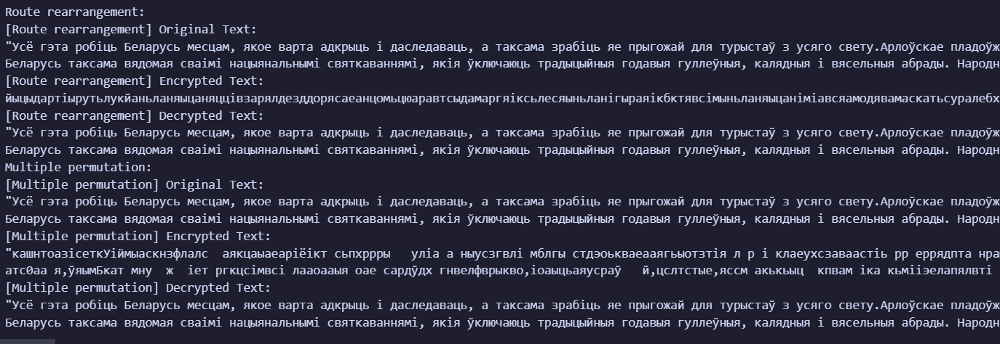 Route rearrangement:
[Route rearrangement] Original Text:
"Усё гэта робіць Беларусь месцам, якое варта адкрыць і даследаваць, а таксама зрабіць яе прыгожай для турыстаў з усяго свету.Арлоўскае пладоўж
Беларусь таксама вядомая сваімі нацыянальнымі святкаваннямі, якія ўключаюць традыцыйныя годавыя гуллеўныя, калядныя і вясельныя абрады. Народн
[Route rearrangement] Encrypted Text:
йыцыдартіырутьлукйаньланяыцаняццівзарялдезддорясаеанцомьцюаравтсыдамаргяіксьлесяыньланігыраяікбктявсімыньланяыцаніміавсяамодявамаскатьсуралебх
[Route rearrangement] Decrypted Text:
"Усё гэта робіць Беларусь месцам, якое варта адкрыць і даследаваць, а таксама зрабіць яе прыгожай для турыстаў з усяго свету.Арлоўскае пладоўж
Беларусь таксама вядомая сваімі нацыянальнымі святкаваннямі, якія ўключаюць традыцыйныя годавыя гуллеўныя, калядныя і вясельныя абрады. Народн
Multiple permutation:
[Multiple permutation] Original Text:
"Усё гэта робіць Беларусь месцам, якое варта адкрыць і даследаваць, а таксама зрабіць яе прыгожай для турыстаў з усяго свету.Арлоўскае пладоўж
Беларусь таксама вядомая сваімі нацыянальнымі святкаваннямі, якія ўключаюць традыцыйныя годавыя гуллеўныя, калядныя і вясельныя абрады. Народн
[Multiple permutation] Encrypted Text:
"кашнтоазісеткУіймыаскнзфлалс  аякцаыаеаріёікт сьпхррры   уліа а ныусзгвлі мблгы стдэоькваеааягьыотзтія л р і клаеухсзаваастіь рр еррядпта нра
атс0аа я,ўяымБкат мну  ж  іет ргкцсімвсі лааоааыя оае сардўдх гнвелфврыкво,іоаыцьаяусраў   й,цслтстые,яссм акькьыц  кпвам іка кьмііэелапялвті
[Multiple permutation] Decrypted Text:
"Усё гэта робіць Беларусь месцам, якое варта адкрыць і даследаваць, а таксама зрабіць яе прыгожай для турыстаў з усяго свету.Арлоўскае пладоўж
Беларусь таксама вядомая сваімі нацыянальнымі святкаваннямі, якія ўключаюць традыцыйныя годавыя гуллеўныя, калядныя і вясельныя абрады. Народн